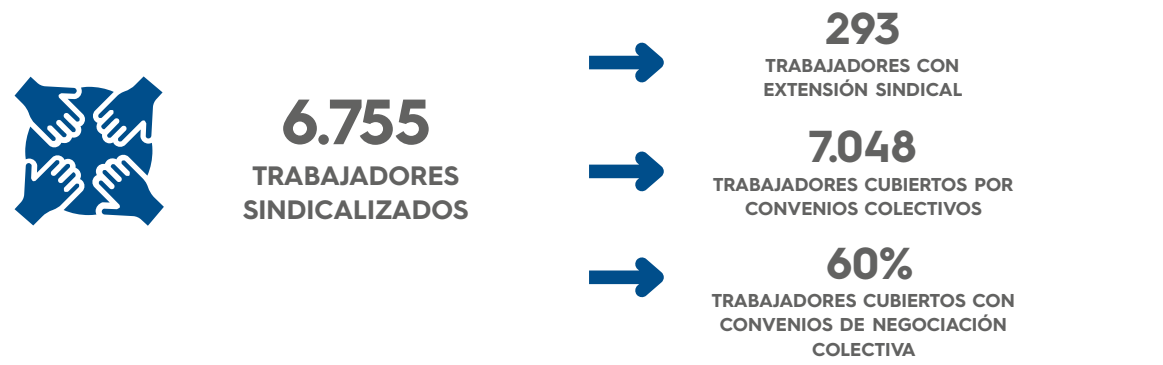 6.755
TRABAJADORES
SINDICALIZADOS
293
TRABAJADORES CON
EXTENSIÓN SINDICAL
7.048
TRABAJADORES CUBIERTOS POR
CONVENIOS COLECTIVOS
60%
TRABAJADORES CUBIERTOS CON
CONVENIOS DE NEGOCIACIÓN
COLECTIVA